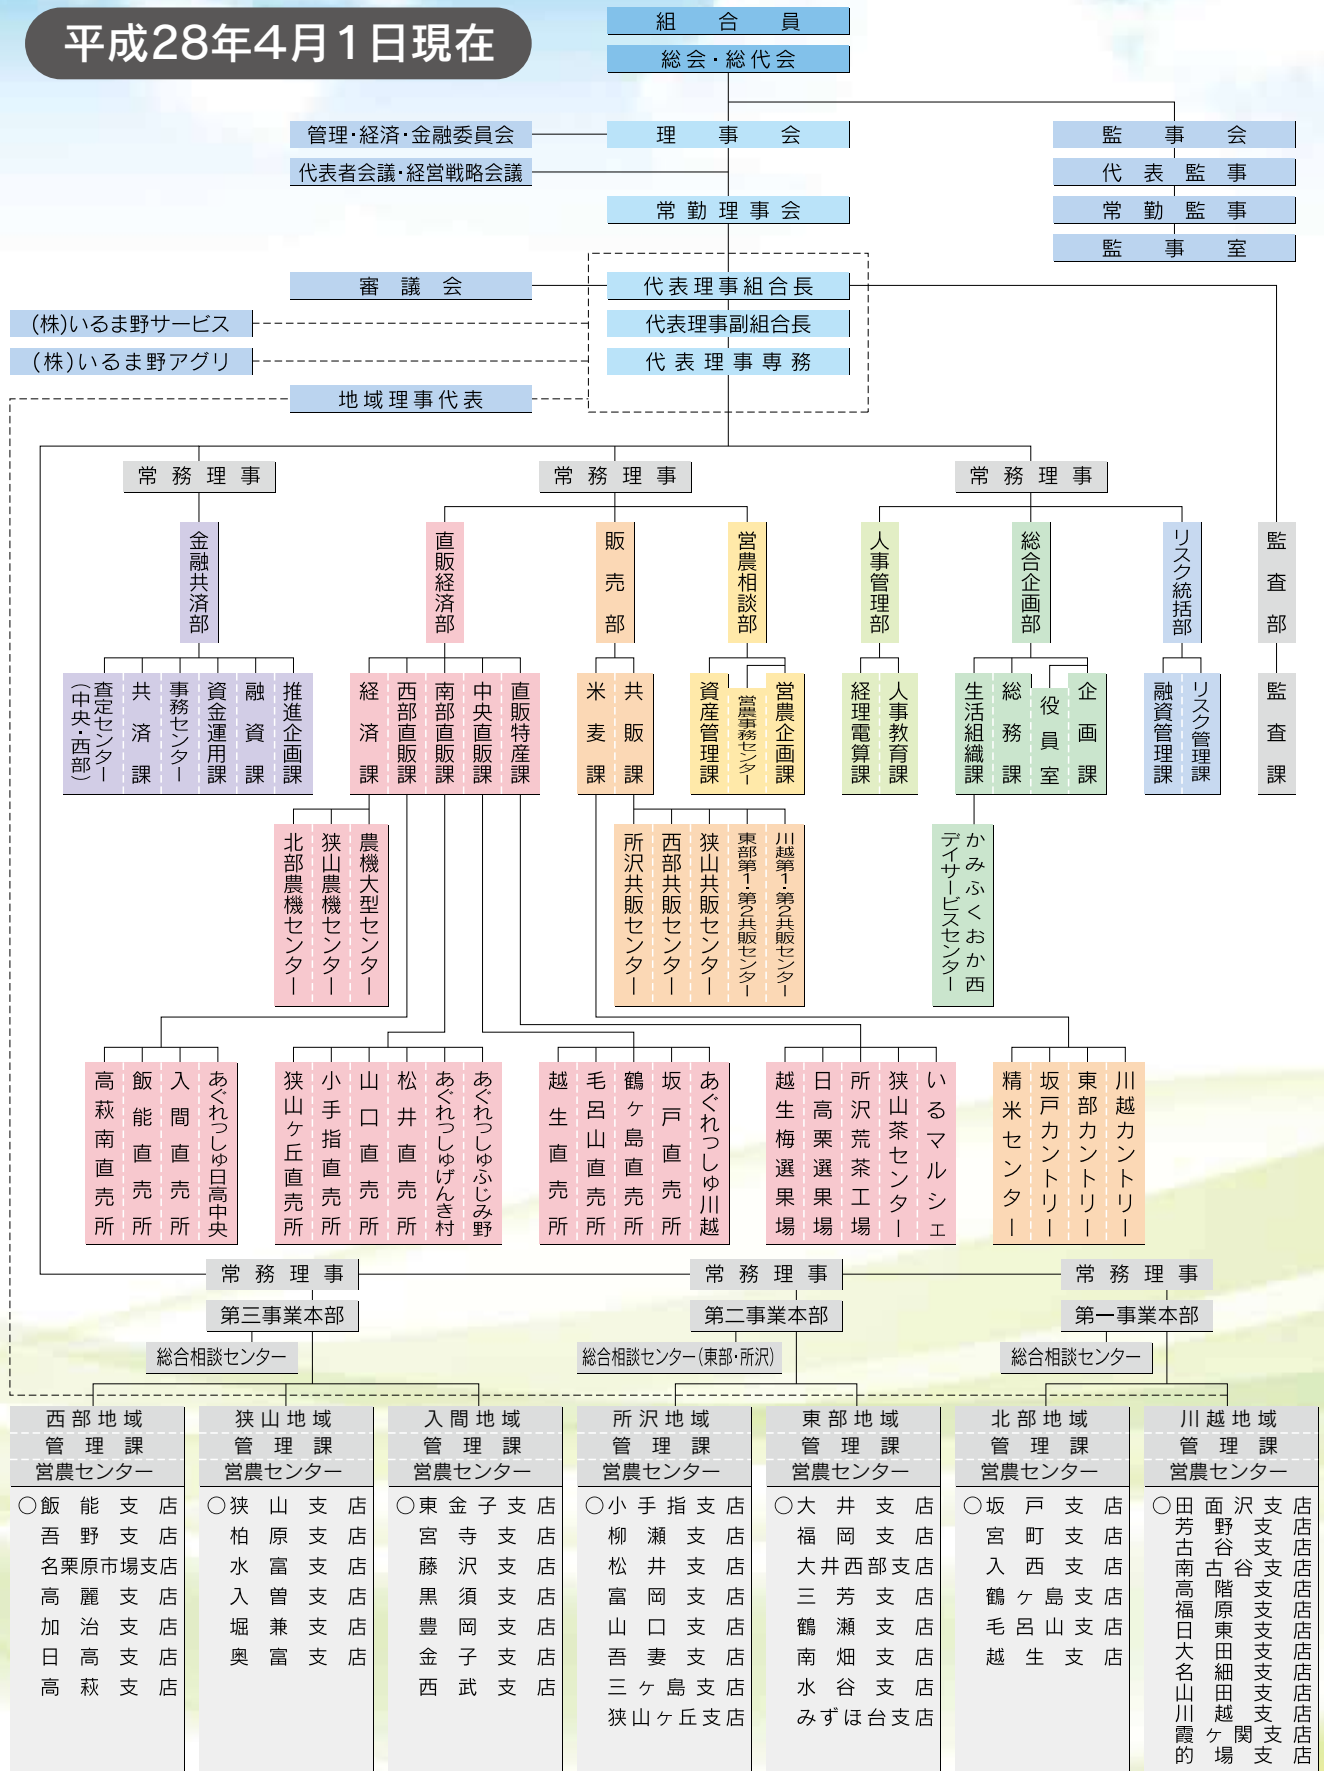 平成28年4月1日現在
組合員
総会・総代会
管理・経済・金融委員会
理事会
監事会
代表者会議・経営戦略会議
代表監事
常勤理事会
常勤監事
監事室
審議会
代表理事組合長
(株)いるま野サービス
代表理事副組合長
(株)いるま野アグリ
代表理事専務
地域理事代表
常務理事
常務理事
常務理事
金融共済部
直販経済部
販売部
営農相談部
人事管理部
総合企画部
リスク統括部
監査部
査定センター(中央・西部)
共済課
事務センター
資金運用課
融資課
推進企画課
経済課
西部直販課
南部直販課
中央直販課
直販特産課
米麦課
共販課
資産管理課
営農事務センター
営農企画課
経理電算課
人事教育課
生活組織課
総務課
役員室
企画課
融資管理課
リスク管理課
監査課
北部農機センター
狭山農機センター
農機大型センター
所沢共販センター
西部共販センター
狭山共販センター
東部第1・第2共販センター
川越第1・第2共販センター
かみふくおか西
デイサービスセンター
高萩南直売所
飯能直売所
入間直売所
あぐれっしゅ日高中央
狭山ヶ丘直売所
小手指直売所
山口直売所
松井直売所
あぐれっしゅげんき村
あぐれっしゅふじみ野
越生直売所
毛呂山直売所
鶴ヶ島直売所
坂戸直売所
あぐれっしゅ川越
越生梅選果場
日高栗選果場
所沢荒茶工場
狭山茶センター
いるマルシェ
精米センター
坂戸カントリー
東部カントリー
川越カントリー
常務理事
常務理事
常務理事
第三事業本部
第二事業本部
第一事業本部
総合相談センター
総合相談センター(東部・所沢)
総合相談センター
西部地域
管理課
営農センター
○飯能支店
吾野支店
名栗原市場支店
高麗支店
加治支店
日高支店
高萩支店
狭山地域
管理課
営農センター
○狭山支店
柏原支店
水富支店
入曽支店
堀兼支店
奥富支店
入間地域
管理課
営農センター
○東金子支店
宮寺支店
藤沢支店
黒須支店
豊岡支店
金子支店
西武支店
所沢地域
管理課
営農センター
○小手指支店
柳瀬支店
松井支店
富岡支店
山口支店
吾妻支店
三ヶ島支店
狭山ヶ丘支店
東部地域
管理課
営農センター
○大井支店
福岡支店
大井西部支店
三芳支店
鶴瀬支店
南畑支店
水谷支店
みずほ台支店
北部地域
管理課
営農センター
○坂戸支店
宮町支店
入西支店
鶴ヶ島支店
毛呂山支店
越生支店
川越地域
管理課
営農センター
○田面沢支店
芳野支店
古谷支店
南古谷支店
高階支店
福原支店
日東支店
大田支店
名細支店
山田支店
川越支店
霞ヶ関支店
的場支店